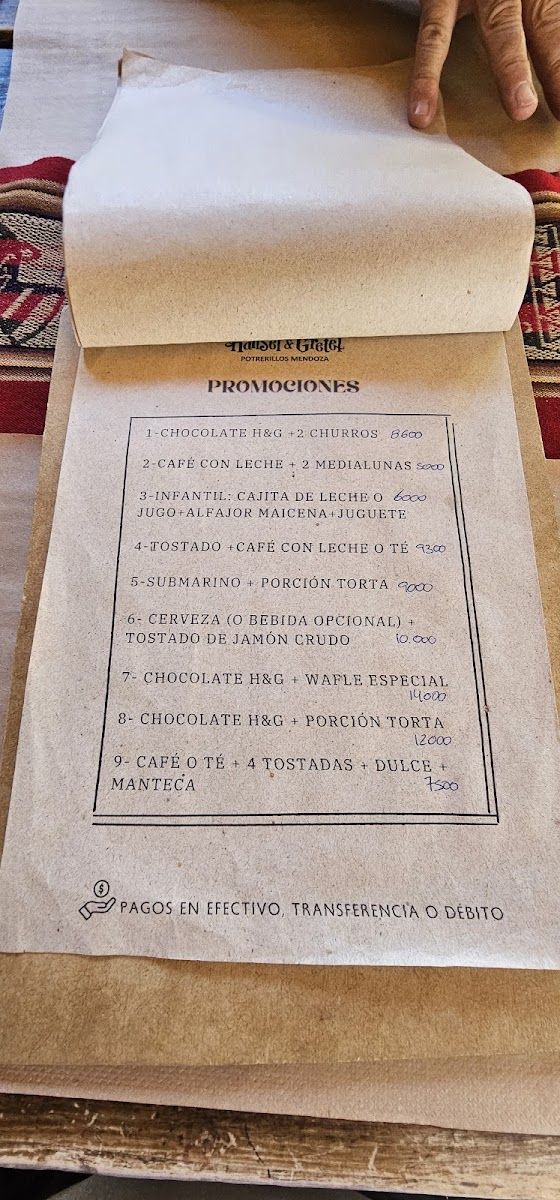 Hansel & Gretel
POTRERILLOS MENDOZA
PROMOCIONES
1-CHOCOLATE H&G +2 CHURROS 8600
2-CAFÉ CON LECHE + 2 MEDIALUNAS 5000
3-INFANTIL: CAJITA DE LECHE O 6000
JUGO+ALFAJOR MAICENA+JUGUETE
4-TOSTADO +CAFÉ CON LECHE O TÉ 9300
5-SUBMARINO + PORCIÓN TORTA 9000
6- CERVEZA (O BEBIDA OPCIONAL) +
TOSTADO DE JAMÓN CRUDO 10.000
7- CHOCOLATE H&G + WAFLE ESPECIAL
14000
8- CHOCOLATE H&G + PORCIÓN TORTA
12000
9- CAFÉ O TÉ + 4 TOSTADAS + DULCE +
MANTECA 7500
$ PAGOS EN EFECTIVO, TRANSFERENCIA O DÉBITO